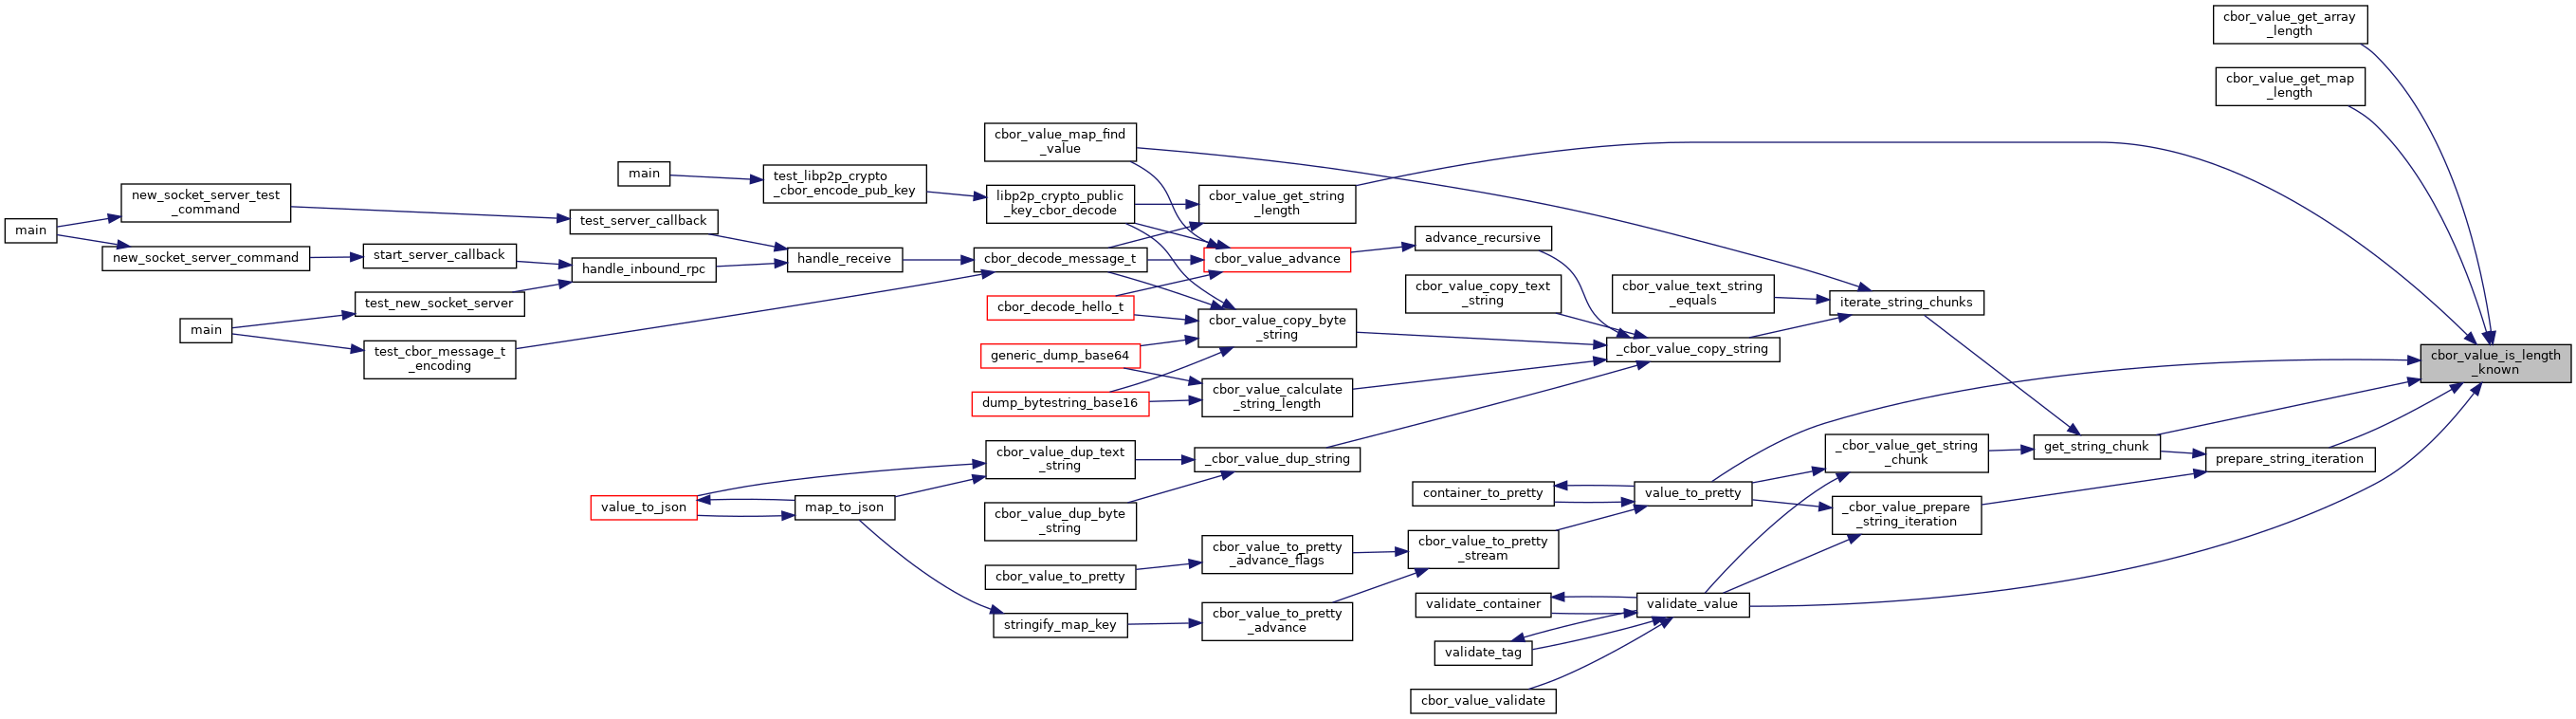 main
new_socket_server_test
_command
new_socket_server_command
main
start_server_callback
test_new_socket_server
test_cbor_message_t
_encoding
test_server_callback
handle_inbound_rpc
main
test_libp2p_crypto
_cbor_encode_pub_key
handle_receive
value_to_json
map_to_json
cbor_value_map_find
_value
libp2p_crypto_public
_key_cbor_decode
cbor_decode_message_t
cbor_decode_hello_t
generic_dump_base64
dump_bytestring_base16
cbor_value_dup_text
_string
cbor_value_dup_byte
_string
cbor_value_to_pretty
stringify_map_key
cbor_value_get_string
_length
cbor_value_advance
cbor_value_copy_byte
_string
cbor_value_calculate
_string_length
_cbor_value_dup_string
cbor_value_to_pretty
_advance_flags
cbor_value_to_pretty
_advance
advance_recursive
cbor_value_copy_text
_string
container_to_pretty
cbor_value_to_pretty
_stream
validate_container
validate_tag
cbor_value_validate
cbor_value_text_string
_equals
_cbor_value_copy_string
value_to_pretty
validate_value
iterate_string_chunks
_cbor_value_get_string
_chunk
_cbor_value_prepare
_string_iteration
get_string_chunk
cbor_value_get_array
_length
cbor_value_get_map
_length
prepare_string_iteration
cbor_value_is_length
_known